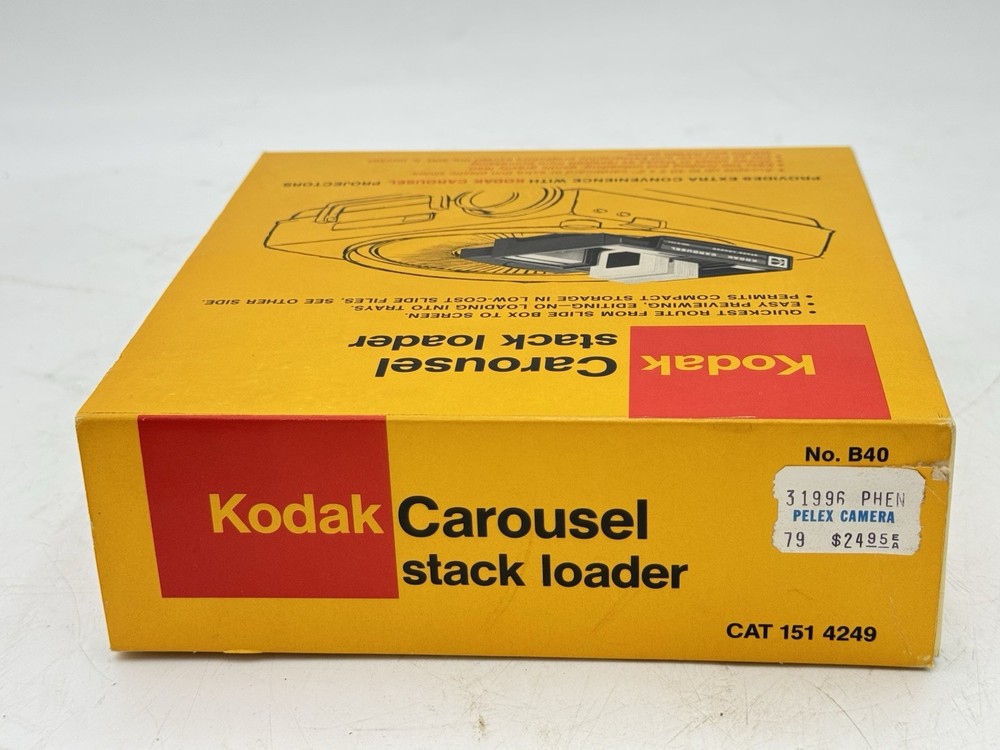 Kodak Carousel
stack loader
No. B40
31996 PHEN
PELEX CAMERA
79 $24.95 EA
CAT 151 4249
Kodak Carousel
stack loader
• QUICKEST ROUTE FROM SLIDE BOX TO SCREEN.
• EASY PREVIEWING, EDITING—NO LOADING INTO TRAYS.
• PERMITS COMPACT STORAGE IN LOW-COST SLIDE FILES. SEE OTHER SIDE.
KODAK CAROUSEL
PROVIDES EXTRA CONVENIENCE WITH KODAK CAROUSEL PROJECTORS